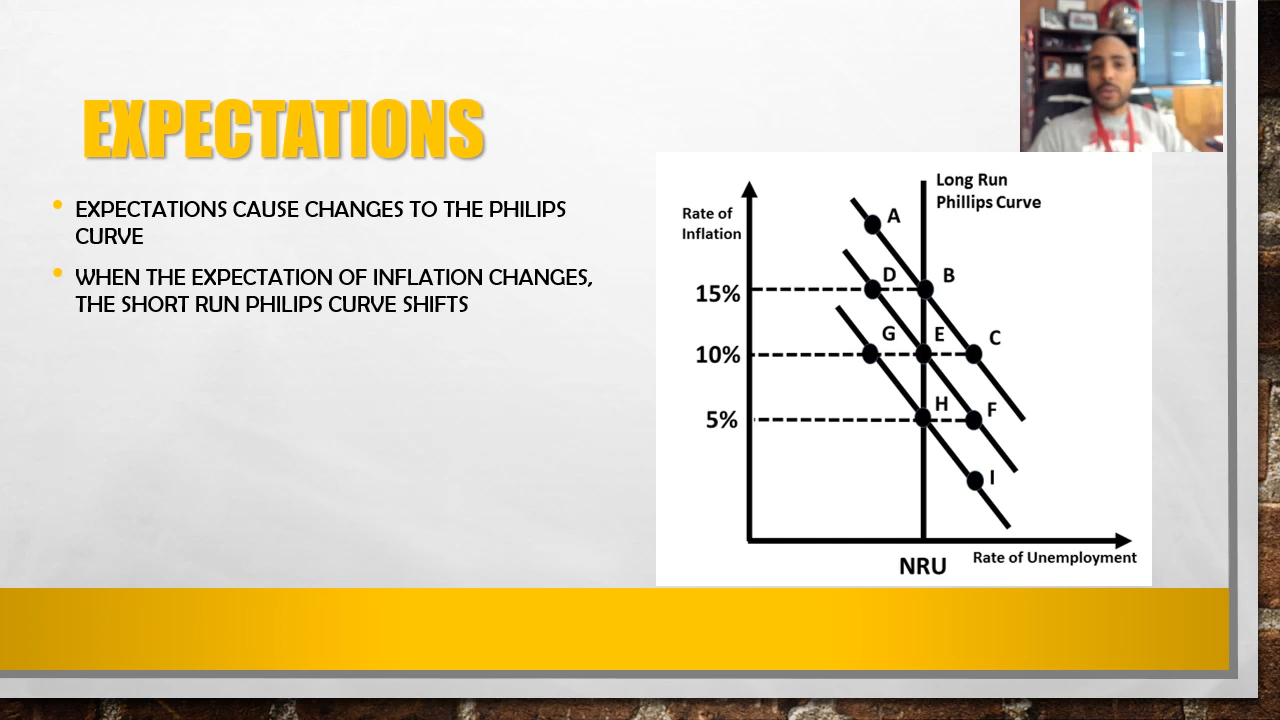 EXPECTATIONS
EXPECTATIONS CAUSE CHANGES TO THE PHILIPS
CURVE
WHEN THE EXPECTATION OF INFLATION CHANGES,
THE SHORT RUN PHILIPS CURVE SHIFTS
Long Run
Phillips Curve
Rate of
Inflation
A
D
B
15%
G
E
C
10%
H
F
5%
I
NRU
Rate of Unemployment